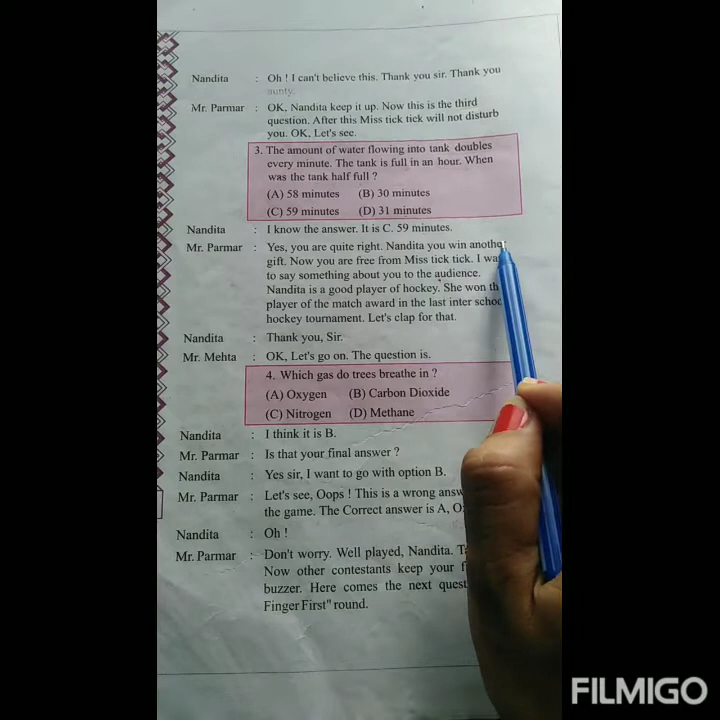 Nandita : Oh ! I can't believe this. Thank you sir. Thank you
aunty.
Mr. Parmar : OK, Nandita keep it up. Now this is the third
question. After this Miss tick tick will not disturb
you. OK, Let's see.
3. The amount of water flowing into tank doubles
every minute. The tank is full in an hour. When
was the tank half full ?
(A) 58 minutes (B) 30 minutes
(C) 59 minutes (D) 31 minutes
Nandita : I know the answer. It is C. 59 minutes.
Mr. Parmar : Yes, you are quite right. Nandita you win another
gift. Now you are free from Miss tick tick. I
to say something about you to the audience.
Nandita is a good player of hockey. She won
player of the match award in the last inter
hockey tournament. Let's clap for that.
Nandita : Thank you, Sir.
Mr. Mehta : OK, Let's go on. The question is.
4. Which gas do trees breathe in ?
(A) Oxygen (B) Carbon Dioxide
(C) Nitrogen (D) Methane
Nandita : I think it is B.
Mr. Parmar : Is that your final answer ?
Nandita : Yes sir, I want to go with option B.
Mr. Parmar : Let's see, Oops ! This is a wrong
the game. The Correct answer is A,
Nandita : Oh !
Mr. Parmar : Don't worry. Well played, Nandita.
Now other contestants keep your
buzzer. Here comes the next
Finger First" round.
FILMIGO